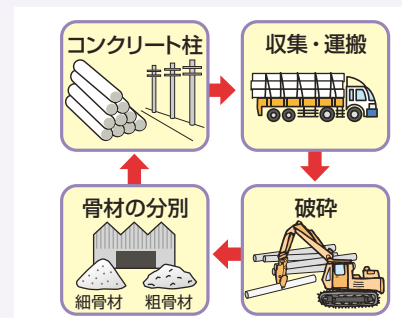 コンクリート柱
収集・運搬
破砕
骨材の分別
細骨材
粗骨材